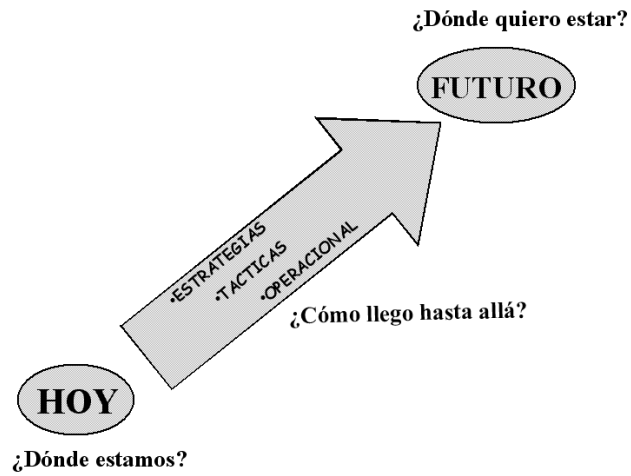 ¿Dónde quiero estar?
FUTURO
•ESTRATEGIAS
•TACTICAS
•OPERACIONAL
¿Cómo llego hasta allá?
HOY
¿Dónde estamos?